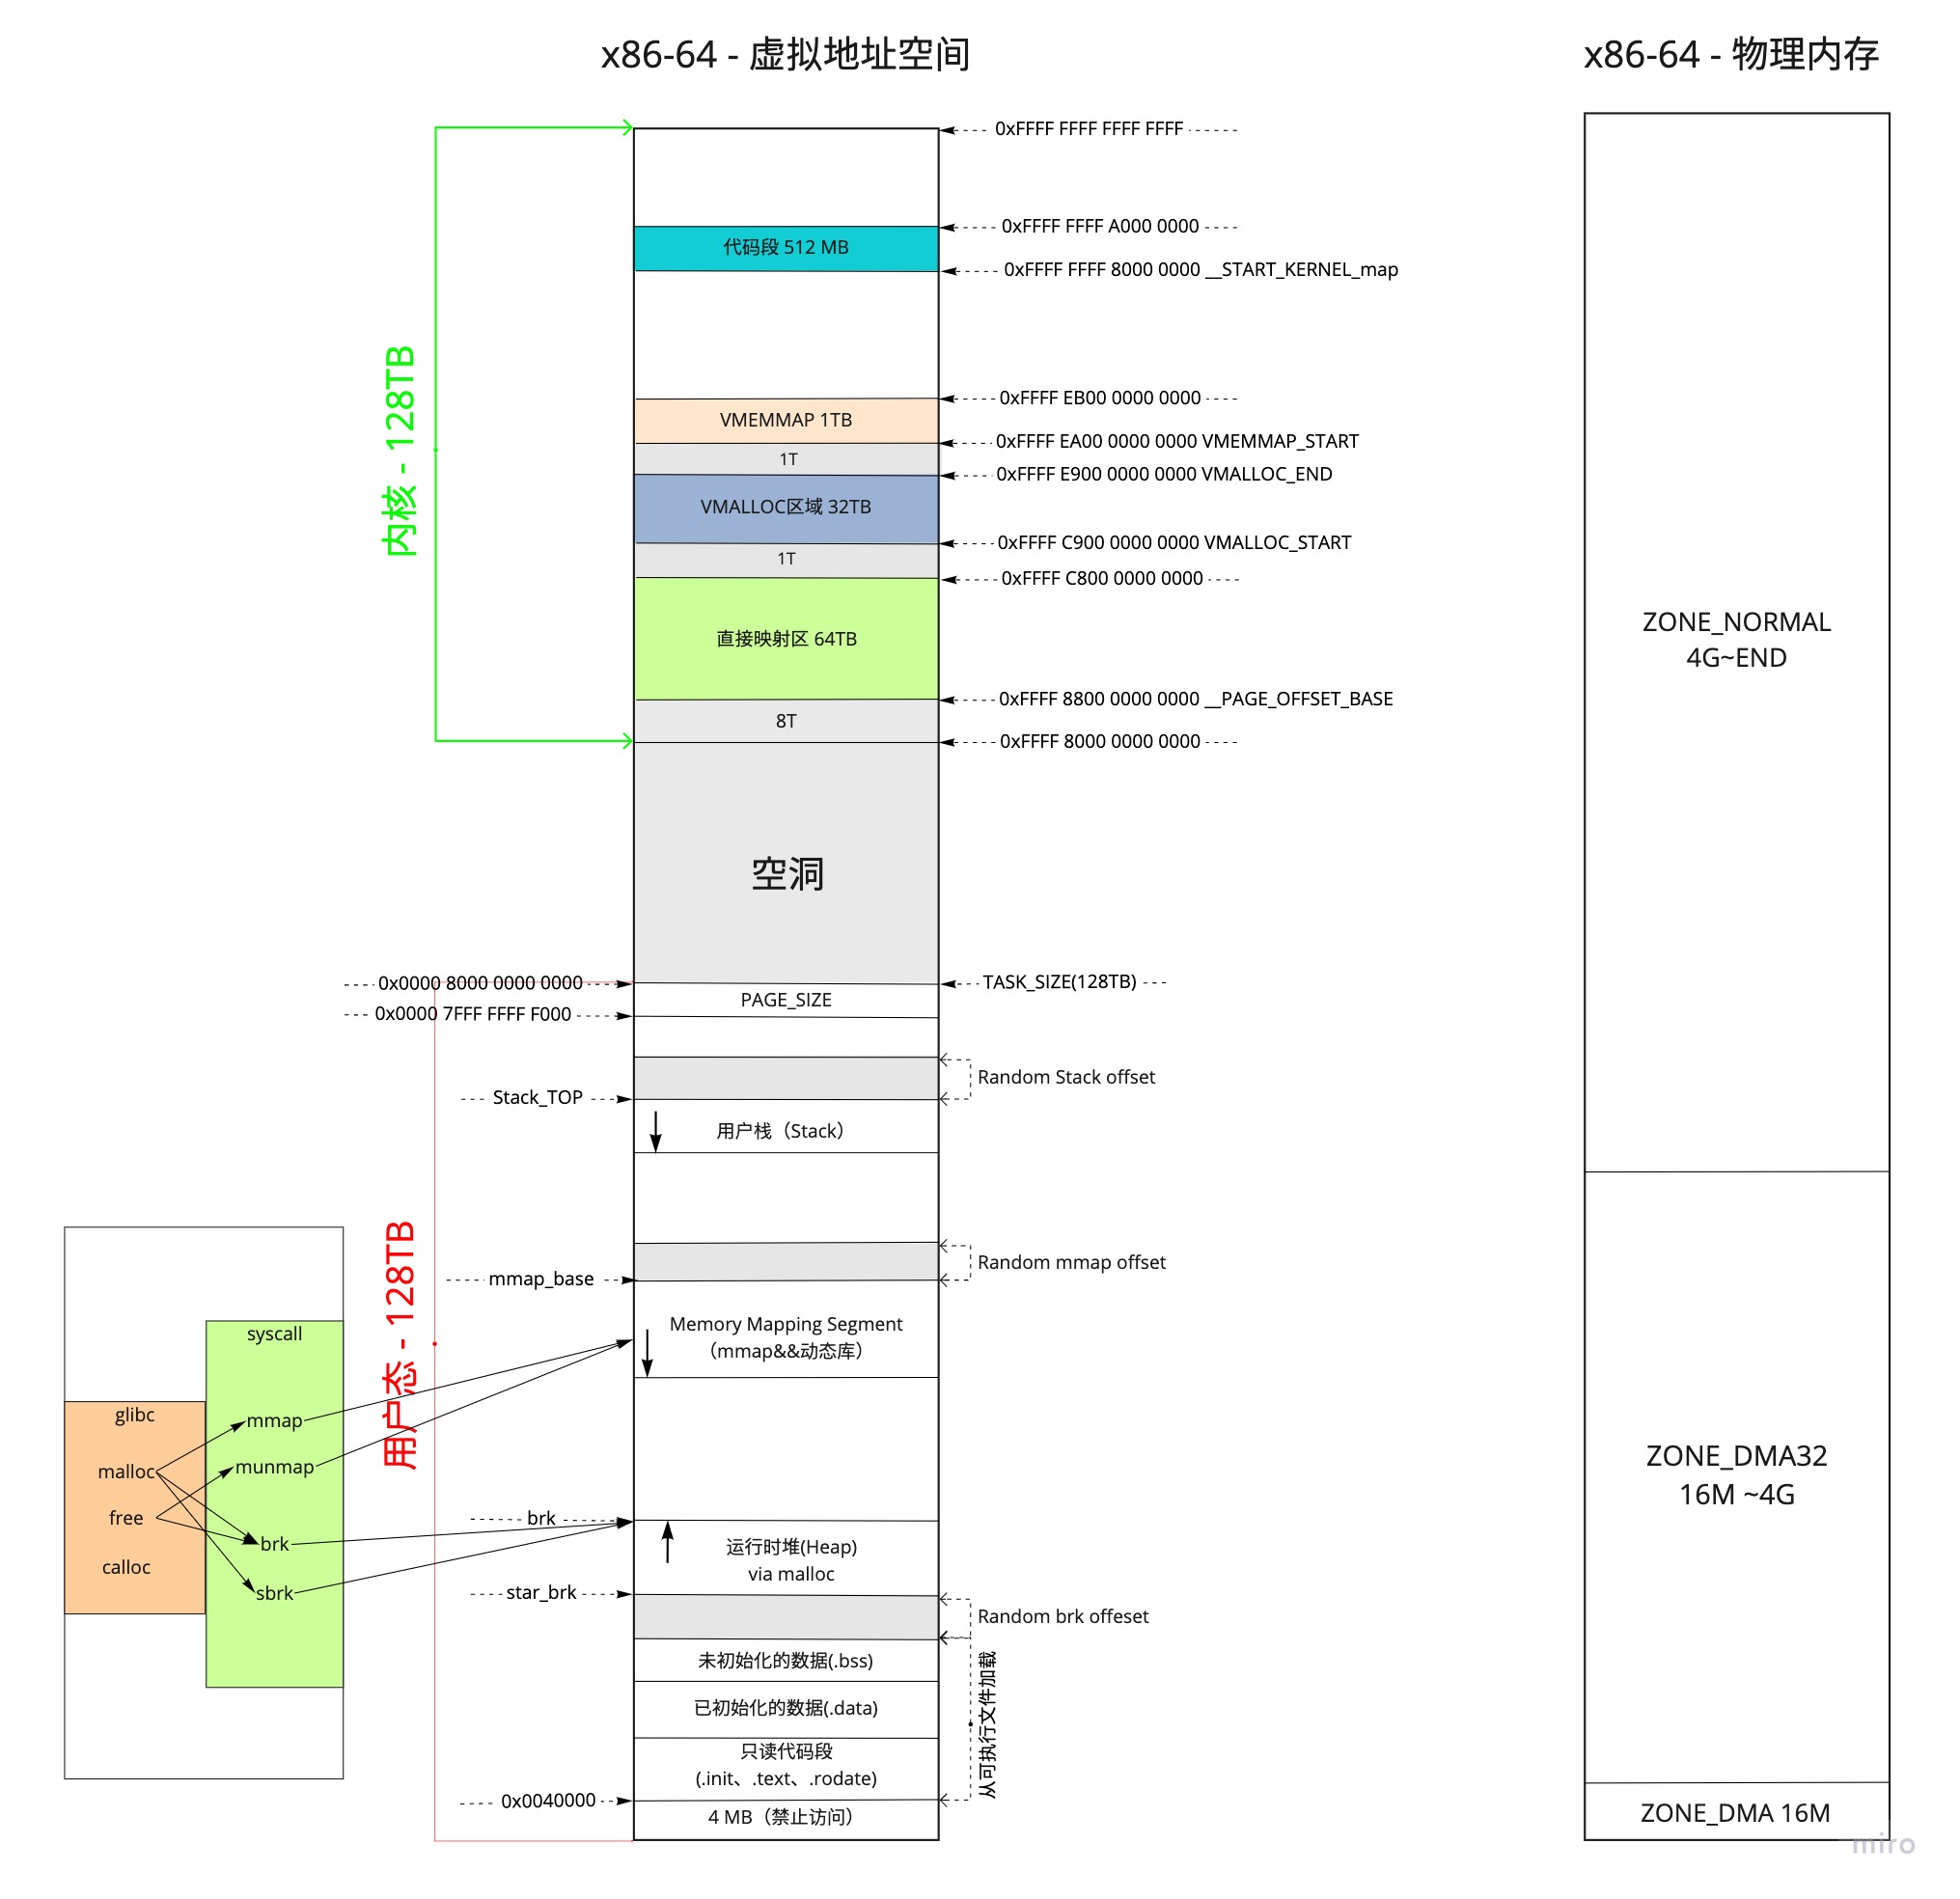 x86-64 - 虚拟地址空间
x86-64 - 物理内存
0xFFFF FFFF FFFF FFFF
0xFFFF FFFF A000 0000
代码段 512 MB
0xFFFF FFFF 8000 0000 __START_KERNEL_map
内核 - 128TB
0xFFFF EB00 0000 0000
VMEMMAP 1TB
0xFFFF EA00 0000 0000 VMEMMAP_START
1T
0xFFFF E900 0000 0000 VMALLOC_END
VMALLOC区域 32TB
0xFFFF C900 0000 0000 VMALLOC_START
1T
0xFFFF C800 0000 0000
直接映射区 64TB
ZONE_NORMAL
4G~END
0xFFFF 8800 0000 0000 __PAGE_OFFSET_BASE
8T
0xFFFF 8000 0000 0000
空洞
0x0000 8000 0000 0000
TASK_SIZE(128TB)
PAGE_SIZE
0x0000 7FFF FFFF F000
Random Stack offset
Stack_TOP
用户栈（Stack）
用户态 - 128TB
Random mmap offset
mmap_base
Memory Mapping Segment
（mmap&&动态库）
syscall
glibc
mmap
munmap
malloc
free
brk
calloc
sbrk
brk
运行时堆(Heap)
via malloc
star_brk
Random brk offeset
未初始化的数据(.bss)
已初始化的数据(.data)
从可执行文件加载
只读代码段
(.init、.text、.rodate)
0x0040000
4 MB（禁止访问）
ZONE_DMA32
16M ~4G
ZONE_DMA 16M
miro